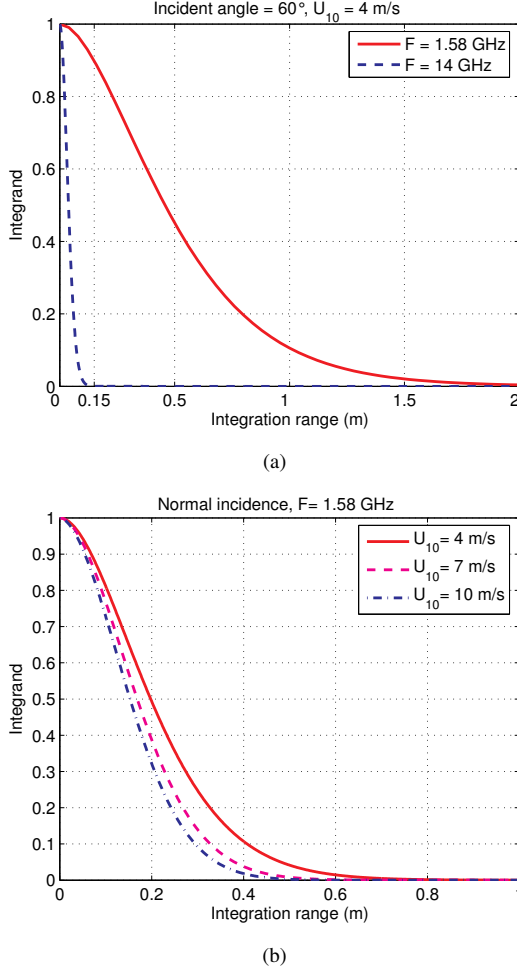 Incident angle = 60°, U10 = 4 m/s
F = 1.58 GHz
F = 14 GHz
Integrand
1
0.8
0.6
0.4
0.2
0
0 0.15 0.5 1 1.5 2
Integration range (m)
(a)
Normal incidence, F= 1.58 GHz
U10= 4 m/s
U10= 7 m/s
U10= 10 m/s
Integrand
1
0.9
0.8
0.7
0.6
0.5
0.4
0.3
0.2
0.1
0
0 0.2 0.4 0.6 0.8
Integration range (m)
(b)